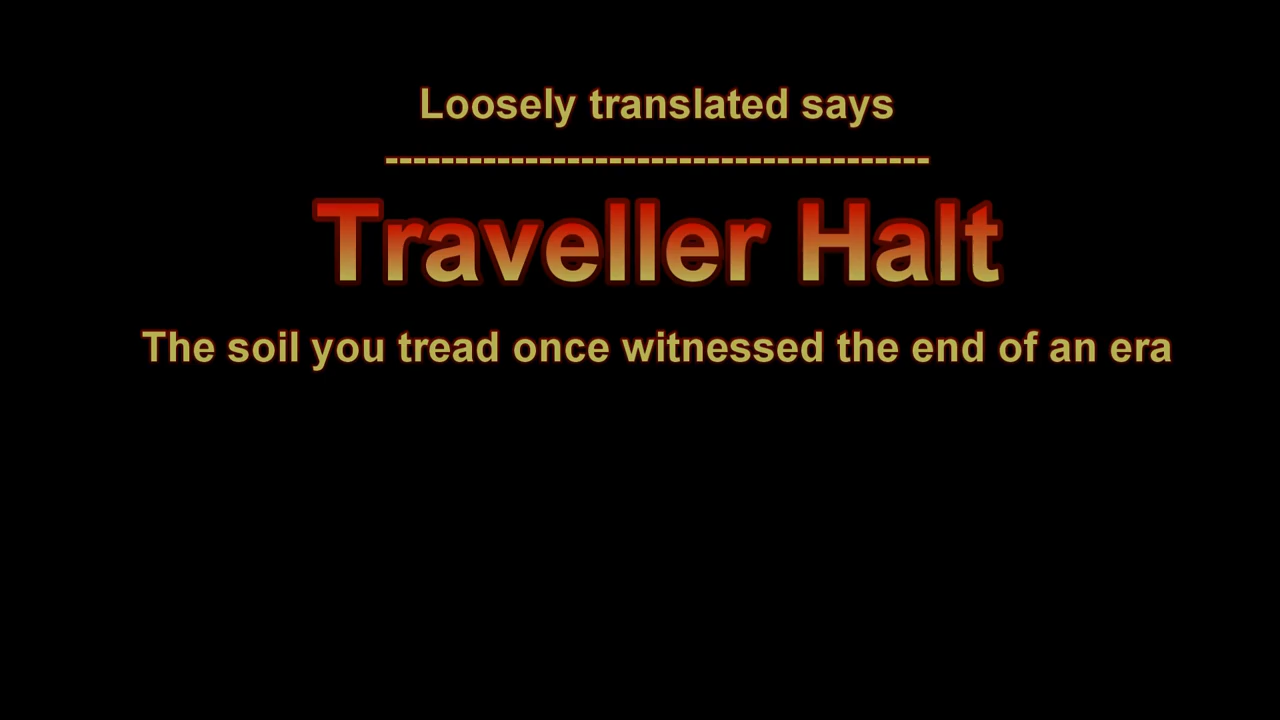 Loosely translated says
---------------------------------------
Traveller Halt
The soil you tread once witnessed the end of an era